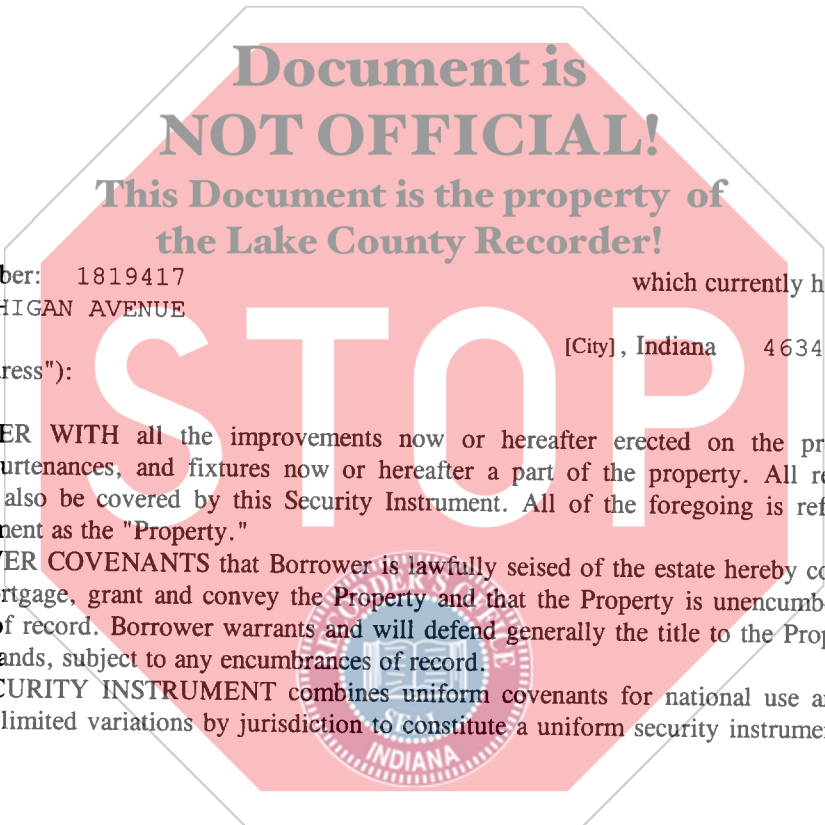 Document is
NOT OFFICIAL!
This Document is the property of
the Lake County Recorder!
ber: 1819417 which currently h
HIGAN AVENUE
[City], Indiana 4634
ress"):
STOP
ER WITH all the improvements now or hereafter erected on the pr
urtenances, and fixtures now or hereafter a part of the property. All re
also be covered by this Security Instrument. All of the foregoing is ref
ment as the "Property."
ER COVENANTS that Borrower is lawfully seised of the estate hereby co
rtgage, grant and convey the Property and that the Property is unencumb
of record. Borrower warrants and will defend generally the title to the Prop
ands, subject to any encumbrances of record.
CURITY INSTRUMENT combines uniform covenants for national use a
limited variations by jurisdiction to constitute a uniform security instrume
RECORDER'S OFFICE
SEAL
INDIANA